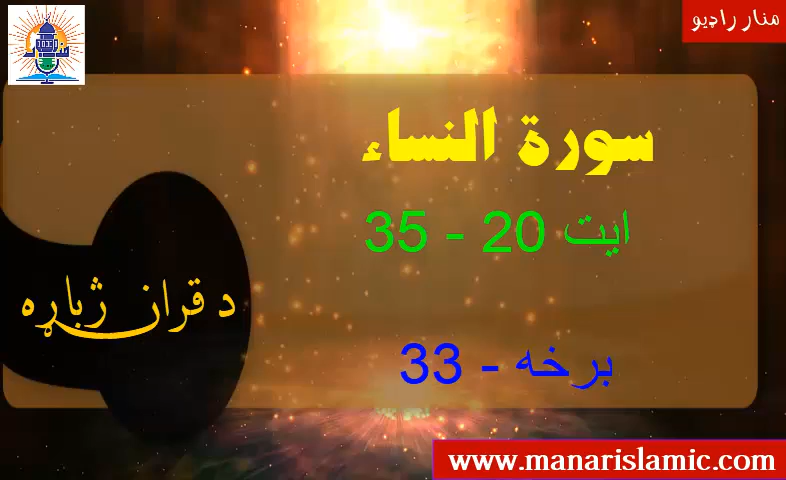 منار راډیو
سورة النساء
ایت 20 - 35
د قران ژباړه
برخه - 33
www.manarislamic.com